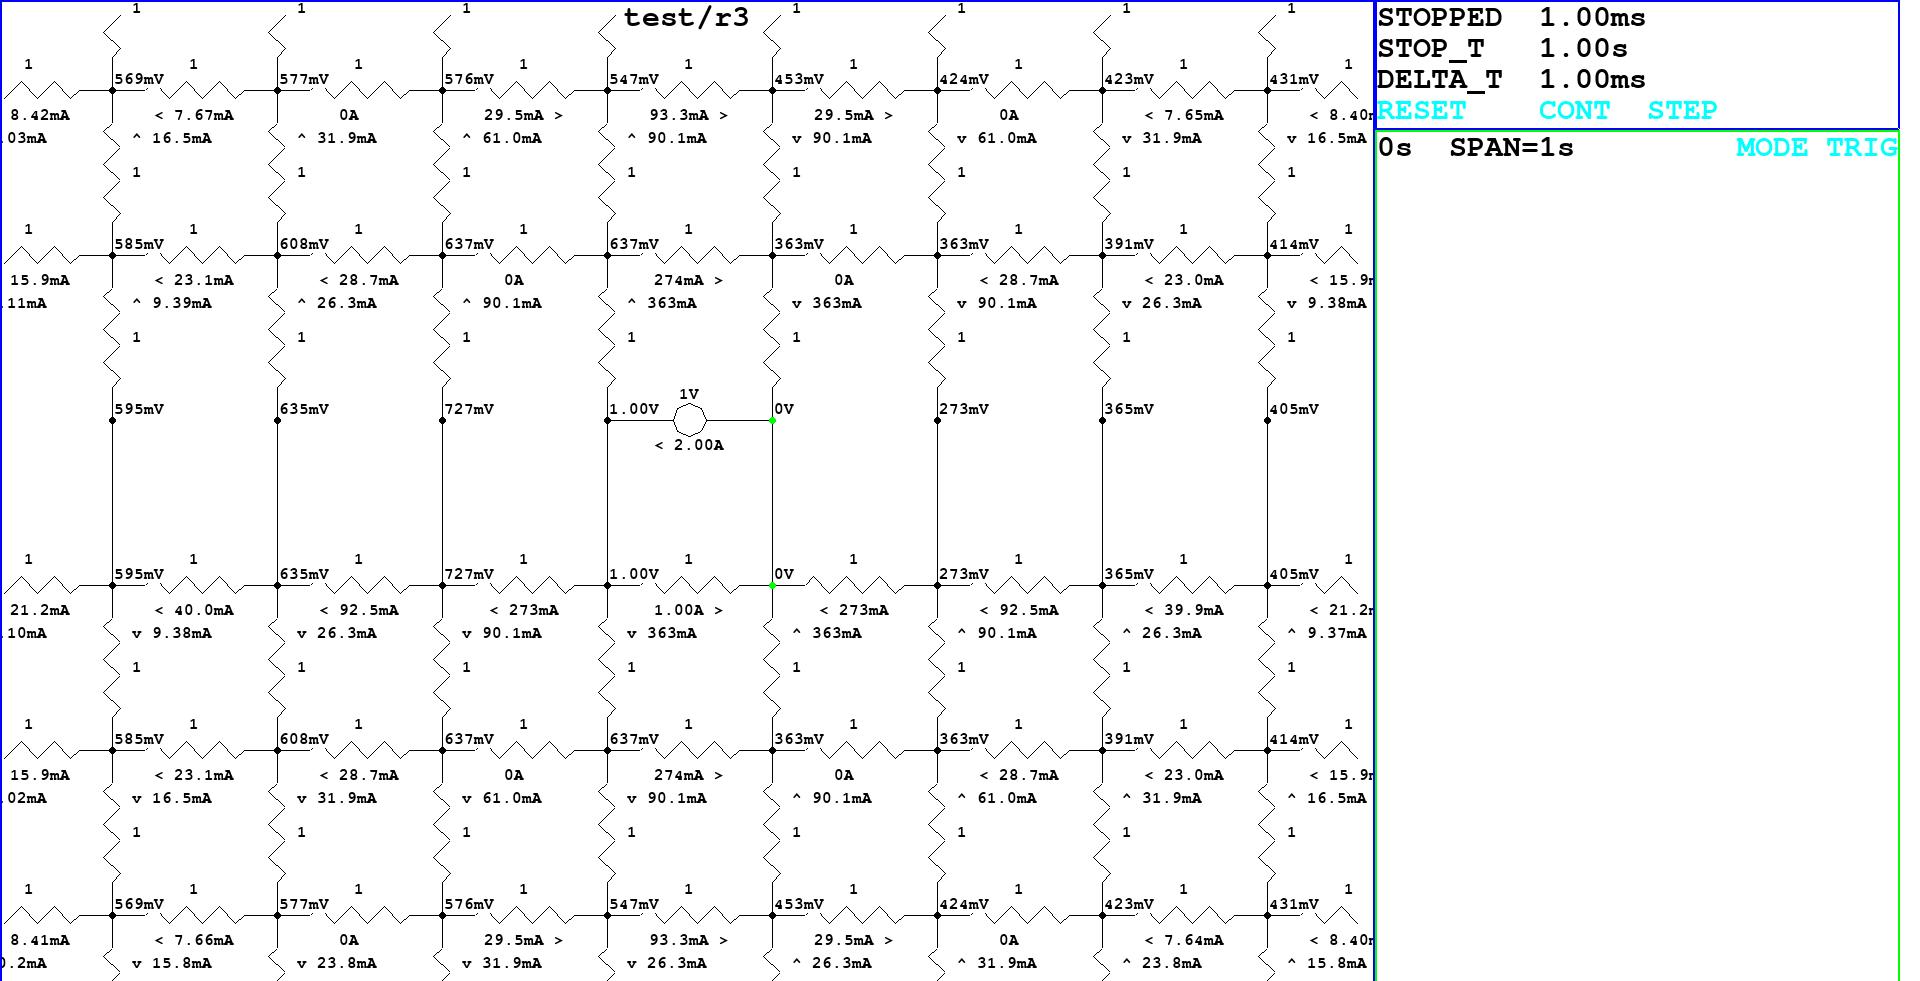 1 1 1 test/r3 1 1 1 1
STOPPED 1.00ms
STOP_T 1.00s
DELTA_T 1.00ms
RESET CONT STEP
0s SPAN=1s MODE TRIG
1 1 1 1 1 1 1 1 1
569mV 577mV 576mV 547mV 453mV 424mV 423mV 431mV
8.42mA < 7.67mA 0A 29.5mA > 93.3mA > 29.5mA > 0A < 7.65mA < 8.40m
.03mA ^ 16.5mA ^ 31.9mA ^ 61.0mA ^ 90.1mA v 90.1mA v 61.0mA v 31.9mA v 16.5mA
1 1 1 1 1 1 1 1
1 1 1 1 1 1 1 1 1
585mV 608mV 637mV 637mV 363mV 363mV 391mV 414mV
15.9mA < 23.1mA < 28.7mA 0A 274mA > 0A < 28.7mA < 23.0mA < 15.9m
.11mA ^ 9.39mA ^ 26.3mA ^ 90.1mA ^ 363mA v 363mA v 90.1mA v 26.3mA v 9.38mA
1 1 1 1 1 1 1 1
1V
595mV 635mV 727mV 1.00V 0V 273mV 365mV 405mV
< 2.00A
1 1 1 1 1 1 1 1 1
595mV 635mV 727mV 1.00V 0V 273mV 365mV 405mV
21.2mA < 40.0mA < 92.5mA < 273mA 1.00A > < 273mA < 92.5mA < 39.9mA < 21.2m
.10mA v 9.38mA v 26.3mA v 90.1mA v 363mA ^ 363mA ^ 90.1mA ^ 26.3mA ^ 9.37mA
1 1 1 1 1 1 1 1
1 1 1 1 1 1 1 1 1
585mV 608mV 637mV 637mV 363mV 363mV 391mV 414mV
15.9mA < 23.1mA < 28.7mA 0A 274mA > 0A < 28.7mA < 23.0mA < 15.9m
.02mA v 16.5mA v 31.9mA v 61.0mA v 90.1mA ^ 90.1mA ^ 61.0mA ^ 31.9mA ^ 16.5mA
1 1 1 1 1 1 1 1
1 1 1 1 1 1 1 1 1
569mV 577mV 576mV 547mV 453mV 424mV 423mV 431mV
8.41mA < 7.66mA 0A 29.5mA > 93.3mA > 29.5mA > 0A < 7.64mA < 8.40m
0.2mA v 15.8mA v 23.8mA v 31.9mA v 26.3mA ^ 26.3mA ^ 31.9mA ^ 23.8mA ^ 15.8mA